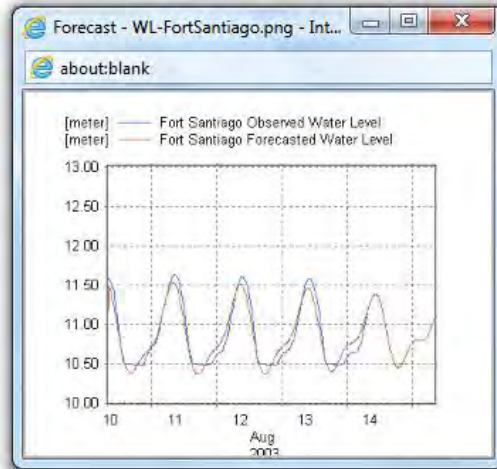 Forecast - WL-FortSantiago.png - Int...
about:blank
[meter] Fort Santiago Observed Water Level
[meter] Fort Santiago Forecasted Water Level
13.00
12.50
12.00
11.50
11.00
10.50
10.00
10 11 12 13 14
Aug
2003